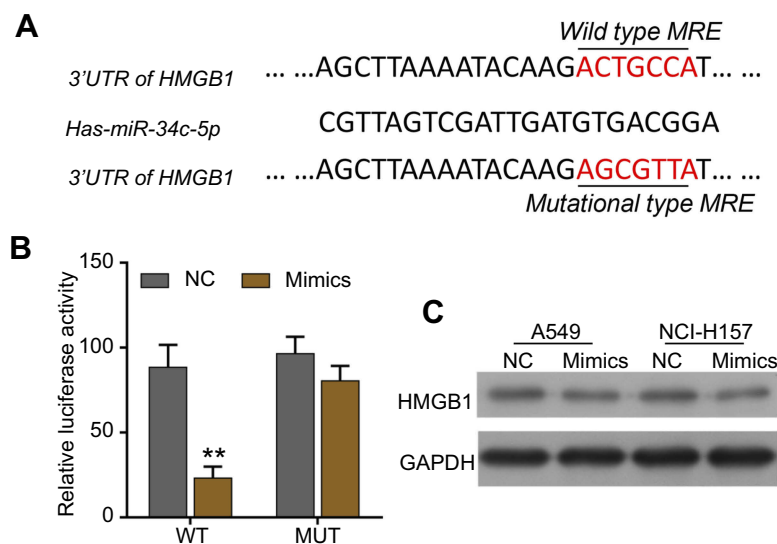 A
Wild type MRE
3'UTR of HMGB1 ... ...AGCTTAAAATACAAGACTGCCAT... ...
Has-miR-34c-5p CGTTAGTCGATTGATGTGACGGA
3'UTR of HMGB1 ... ...AGCTTAAAATACAAGAGCGTTAT... ...
Mutational type MRE
B
Relative luciferase activity
150
100
50
0
NC Mimics
**
WT MUT
C
A549 NCI-H157
NC Mimics NC Mimics
HMGB1
GAPDH